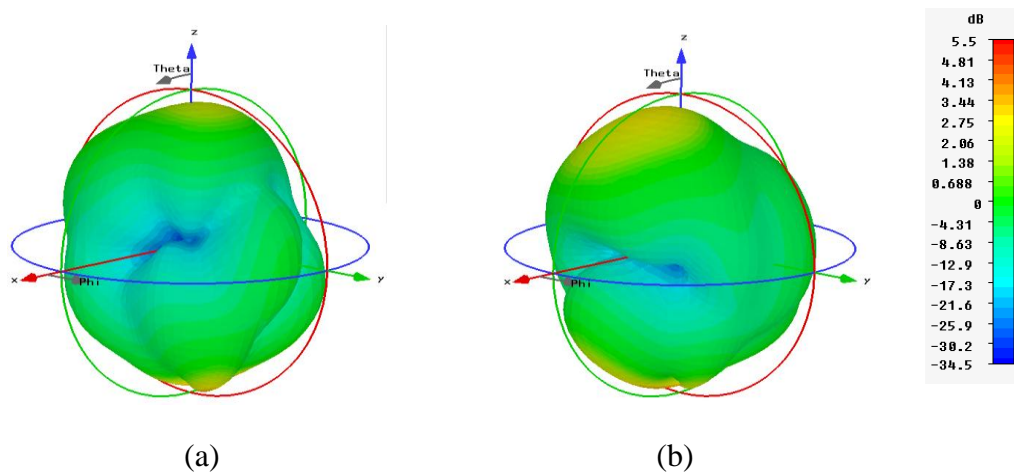 z
Theta
x
Phi
y
(a)
z
Theta
x
Phi
y
(b)
dB
5.5
4.81
4.13
3.44
2.75
2.06
1.38
0.688
0
-4.31
-8.63
-12.9
-17.3
-21.6
-25.9
-30.2
-34.5